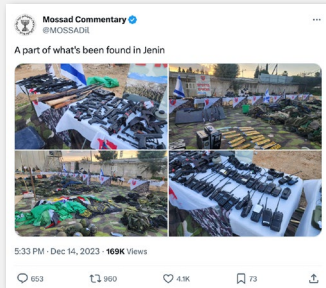 Mossad Commentary
@MOSSADil
A part of what's been found in Jenin
5:33 PM · Dec 14, 2023 · 169K Views
653 960 4.1K 73